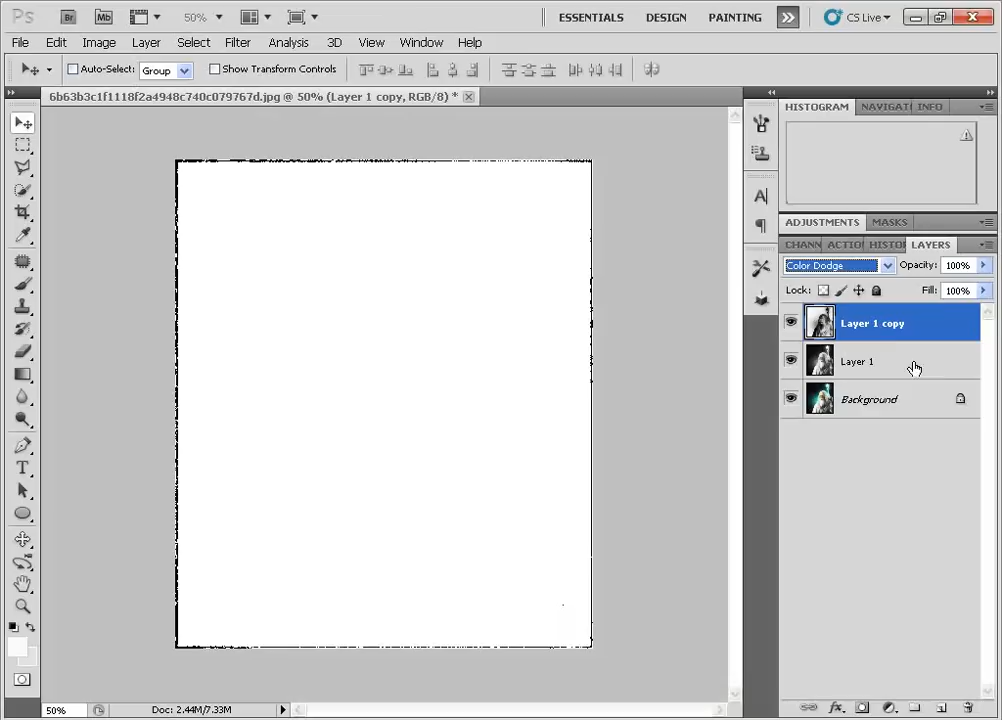 Ps Br Mb 50% ESSENTIALS DESIGN PAINTING CS Live
File Edit Image Layer Select Filter Analysis 3D View Window Help
Auto-Select: Group Show Transform Controls
6b63b3c1f1118f2a4948c740c079767d.jpg @ 50% (Layer 1 copy, RGB/8) *
HISTOGRAM NAVIGAT INFO
ADJUSTMENTS MASKS
CHANN ACTIO HISTO LAYERS
Color Dodge Opacity: 100%
Lock: Fill: 100%
Layer 1 copy
Layer 1
Background
50% Doc: 2.44M/7.33M